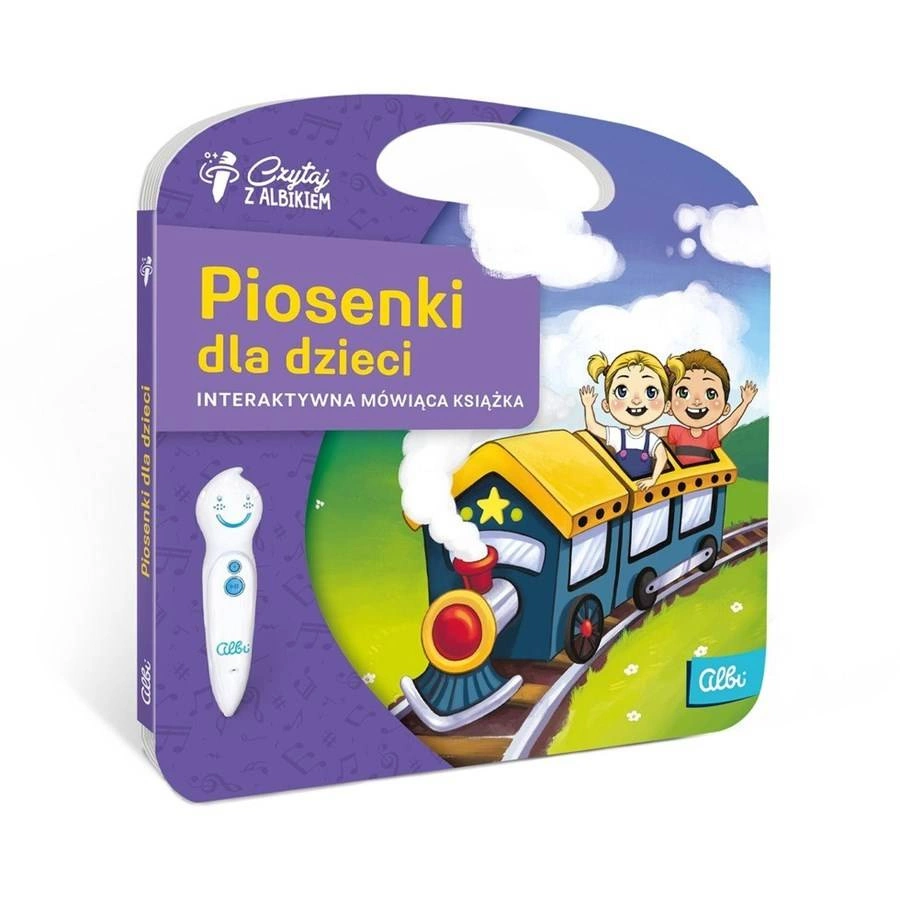 Czytaj
Z ALBIKIEM
Piosenki
dla dzieci
INTERAKTYWNA MÓWIĄCA KSIĄŻKA
Piosenki dla dzieci
Albi
albi
albi